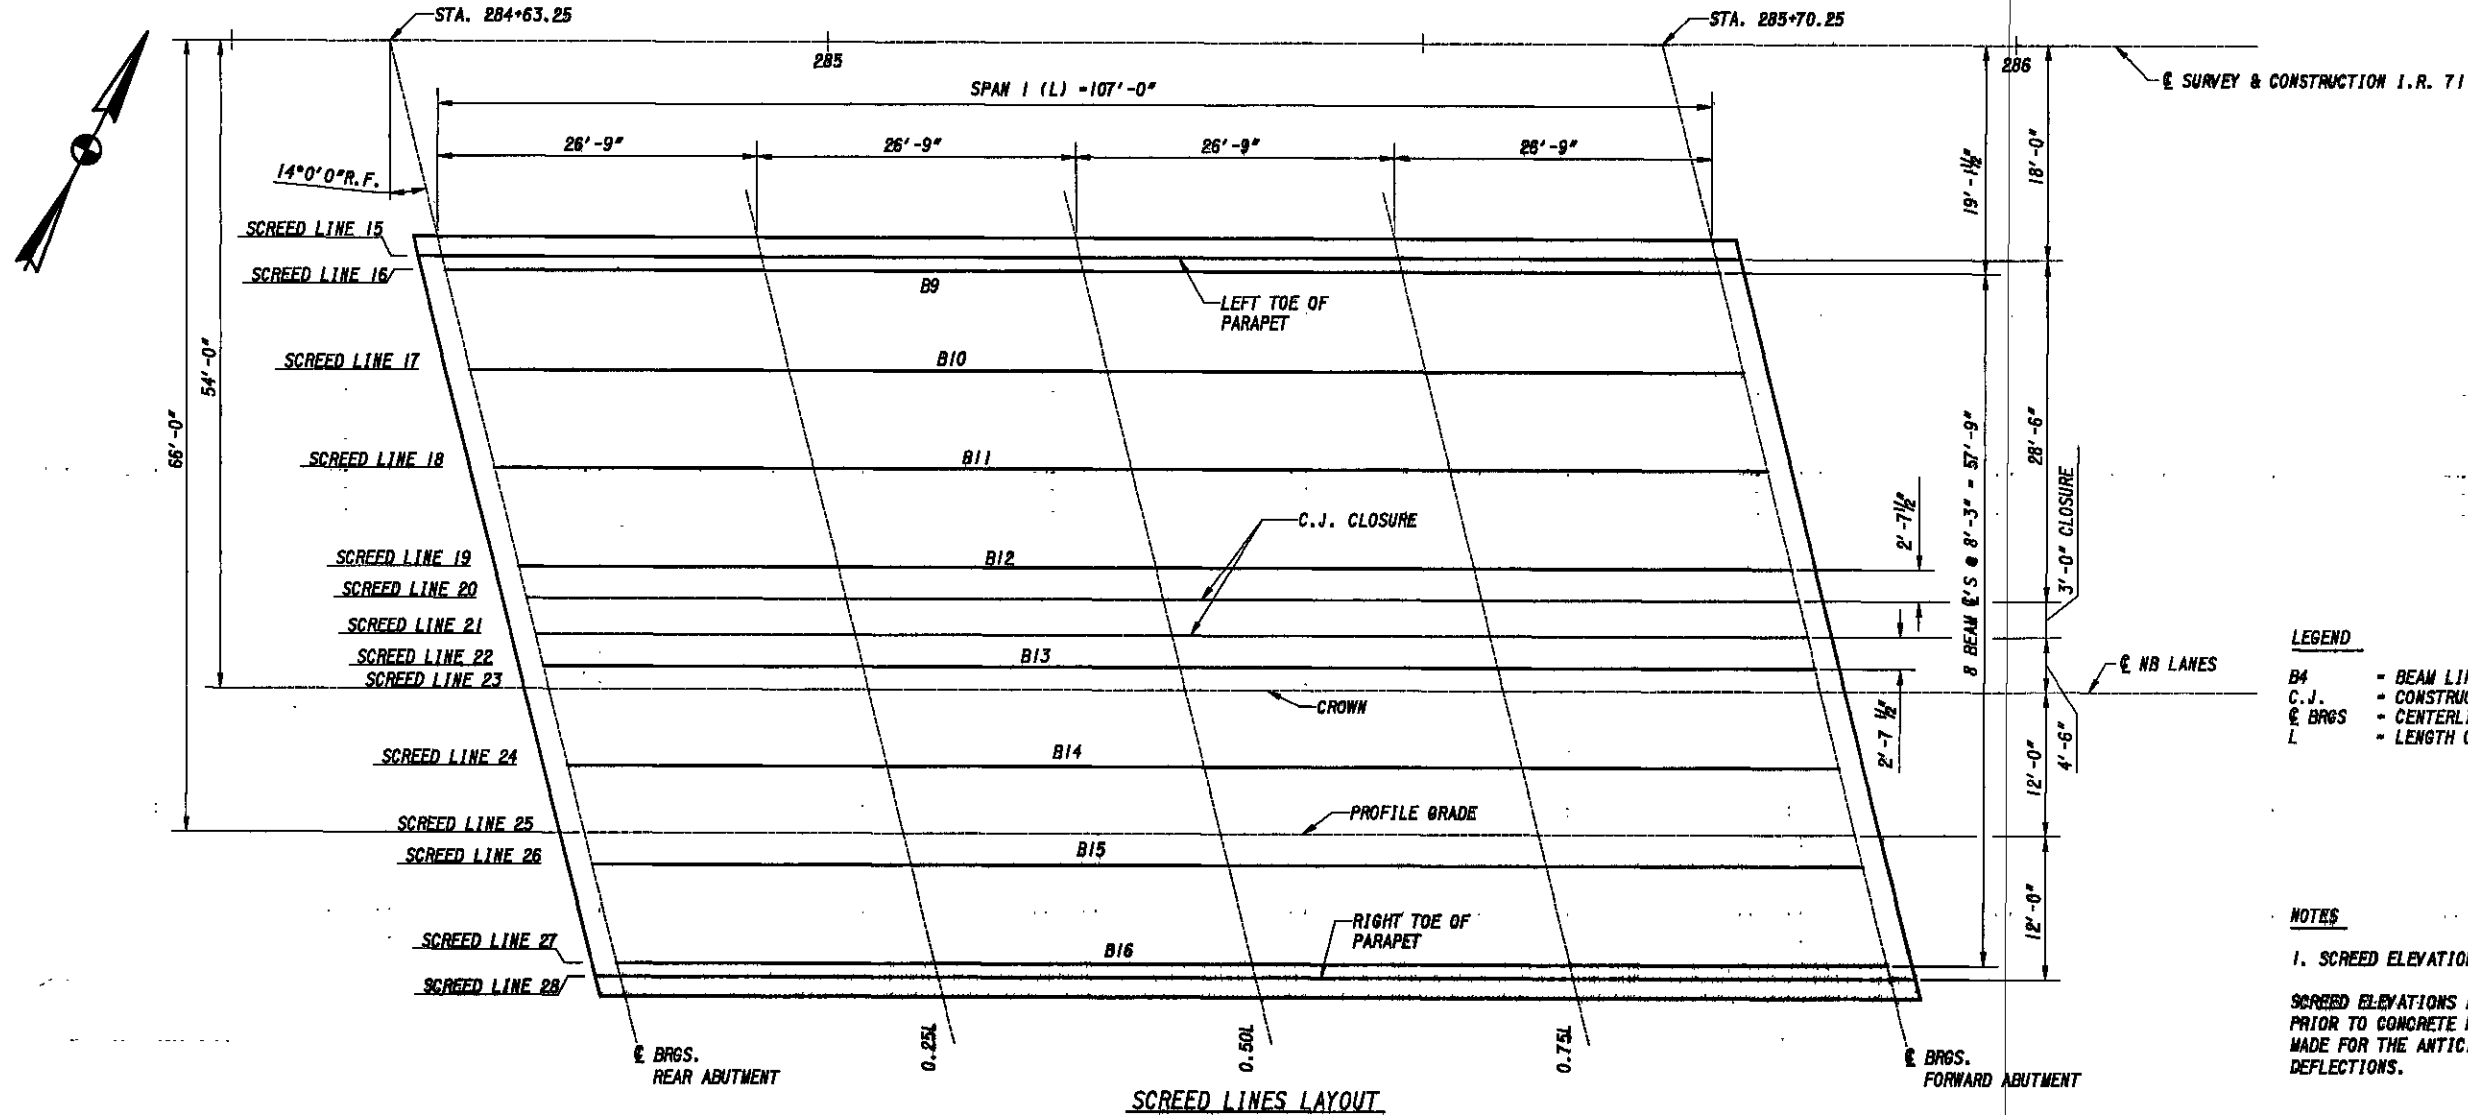 STA. 284+63.25
STA. 285+70.25
285
286
℄ SURVEY & CONSTRUCTION I.R. 71
SPAN 1 (L) =107'-0"
26'-9"
26'-9"
26'-9"
26'-9"
14°0'0"R.F.
19'-1½"
18'-0"
SCREED LINE 15
SCREED LINE 16
B9
LEFT TOE OF
PARAPET
SCREED LINE 17
B10
54'-0"
66'-0"
SCREED LINE 18
B11
28'-6"
8 BEAM ℄'S @ 8'-3" = 57'-9"
3'-0" CLOSURE
C.J. CLOSURE
2'-7½"
SCREED LINE 19
B12
SCREED LINE 20
SCREED LINE 21
SCREED LINE 22
B13
SCREED LINE 23
CROWN
℄ NB LANES
2'-7 ½"
4'-6"
12'-0"
SCREED LINE 24
B14
LEGEND
B4 = BEAM LI
C.J. = CONSTRUC
℄ BRGS = CENTERL
L = LENGTH
SCREED LINE 25
PROFILE GRADE
SCREED LINE 26
B15
12'-0"
SCREED LINE 27
B16
RIGHT TOE OF
PARAPET
SCREED LINE 28
NOTES
1. SCREED ELEVATION
SCREED ELEVATIONS
PRIOR TO CONCRETE
MADE FOR THE ANTIC
DEFLECTIONS.
℄ BRGS.
REAR ABUTMENT
0.25L
0.50L
0.75L
℄ BRGS.
FORWARD ABUTMENT
SCREED LINES LAYOUT